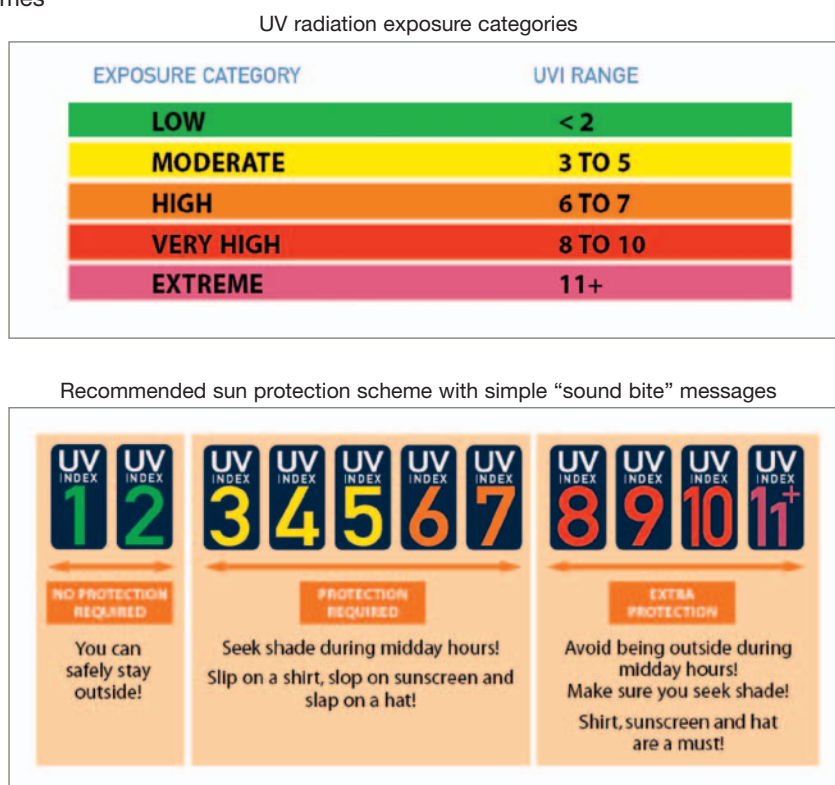 UV radiation exposure categories
EXPOSURE CATEGORY UVI RANGE
LOW < 2
MODERATE 3 TO 5
HIGH 6 TO 7
VERY HIGH 8 TO 10
EXTREME 11+
Recommended sun protection scheme with simple “sound bite” messages
UV INDEX 1
UV INDEX 2
NO PROTECTION
REQUIRED
You can
safely stay
outside!
UV INDEX 3
UV INDEX 4
UV INDEX 5
UV INDEX 6
UV INDEX 7
PROTECTION
REQUIRED
Seek shade during midday hours!
Slip on a shirt, slop on sunscreen and
slap on a hat!
UV INDEX 8
UV INDEX 9
UV INDEX 10
UV INDEX 11+
EXTRA
PROTECTION
Avoid being outside during
midday hours!
Make sure you seek shade!
Shirt, sunscreen and hat
are a must!